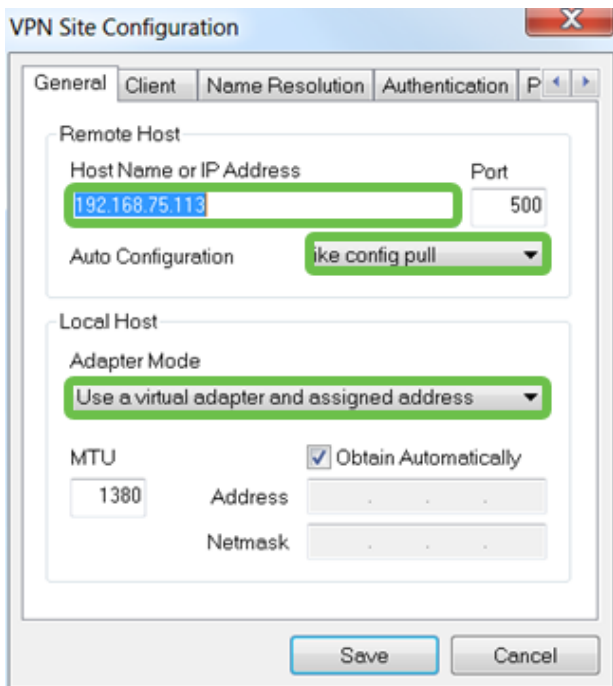 VPN Site Configuration
General Client Name Resolution Authentication P
Remote Host
Host Name or IP Address Port
192.168.75.113 500
Auto Configuration ike config pull
Local Host
Adapter Mode
Use a virtual adapter and assigned address
MTU Obtain Automatically
1380 Address . . .
Netmask . . .
Save Cancel